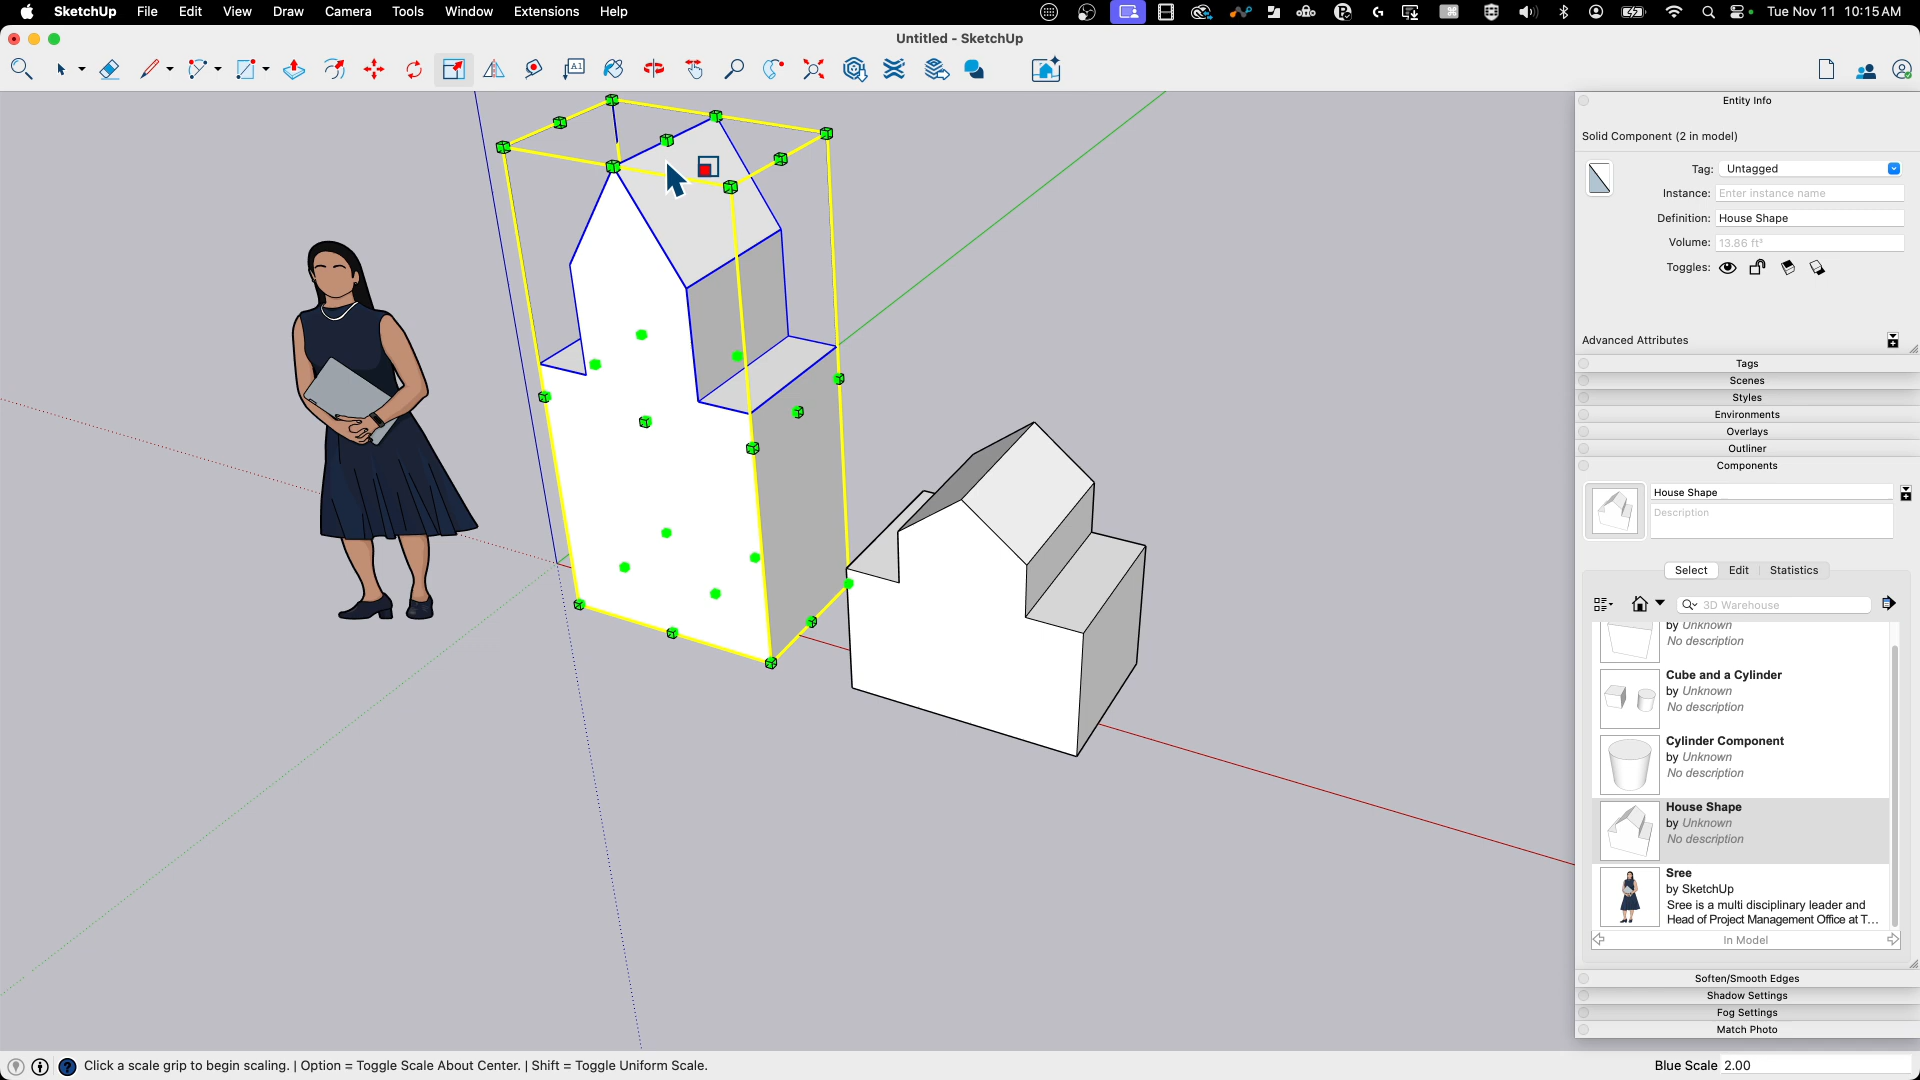 SketchUp File Edit View Draw Camera Tools Window Extensions Help
Tue Nov 11 10:15 AM
Untitled - SketchUp
A1
Entity Info
Solid Component (2 in model)
Tag: Untagged
Instance: Enter instance name
Definition: House Shape
Volume: 13.86 ft³
Toggles:
Advanced Attributes
Tags
Scenes
Styles
Environments
Overlays
Outliner
Components
House Shape
Description
Select Edit Statistics
3D Warehouse
by Unknown
No description
Cube and a Cylinder
by Unknown
No description
Cylinder Component
by Unknown
No description
House Shape
by Unknown
No description
Sree
by SketchUp
Sree is a multi disciplinary leader and
Head of Project Management Office at T...
In Model
Soften/Smooth Edges
Shadow Settings
Fog Settings
Match Photo
Click a scale grip to begin scaling. | Option = Toggle Scale About Center. | Shift = Toggle Uniform Scale.
Blue Scale 2.00